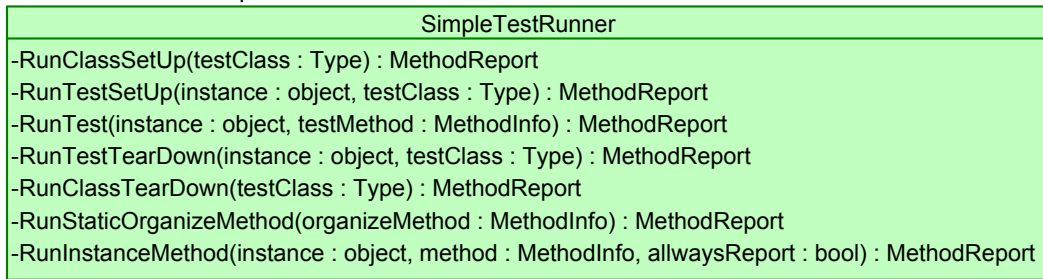 SimpleTestRunner
-RunClassSetUp(testClass : Type) : MethodReport
-RunTestSetUp(instance : object, testClass : Type) : MethodReport
-RunTest(instance : object, testMethod : MethodInfo) : MethodReport
-RunTestTearDown(instance : object, testClass : Type) : MethodReport
-RunClassTearDown(testClass : Type) : MethodReport
-RunStaticOrganizeMethod(organizeMethod : MethodInfo) : MethodReport
-RunInstanceMethod(instance : object, method : MethodInfo, allwaysReport : bool) : MethodReport